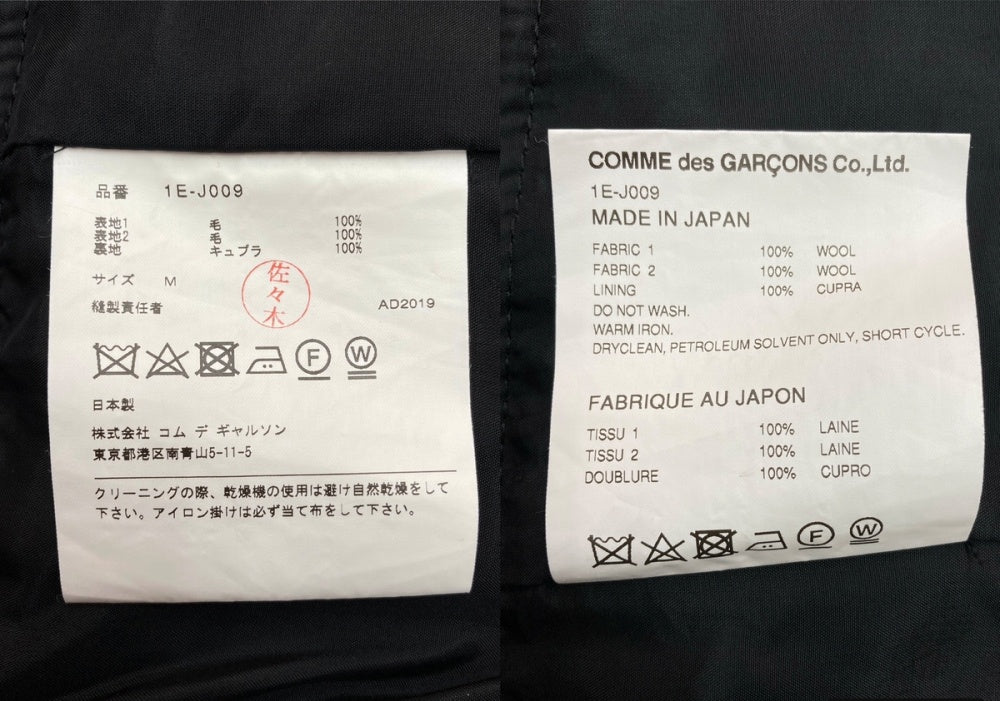 品番 1E-J009
表地1 毛 100%
表地2 毛 100%
裏地 キュプラ 100%
サイズ M
縫製責任者 佐々木 AD2019
F W
日本製
株式会社 コム デ ギャルソン
東京都港区南青山5-11-5
クリーニングの際、乾燥機の使用は避け自然乾燥をして
下さい。アイロン掛けは必ず当て布をして下さい。
COMME des GARÇONS Co.,Ltd.
1E-J009
MADE IN JAPAN
FABRIC 1 100% WOOL
FABRIC 2 100% WOOL
LINING 100% CUPRA
DO NOT WASH.
WARM IRON.
DRYCLEAN, PETROLEUM SOLVENT ONLY, SHORT CYCLE.
FABRIQUE AU JAPON
TISSU 1 100% LAINE
TISSU 2 100% LAINE
DOUBLURE 100% CUPRO
F W